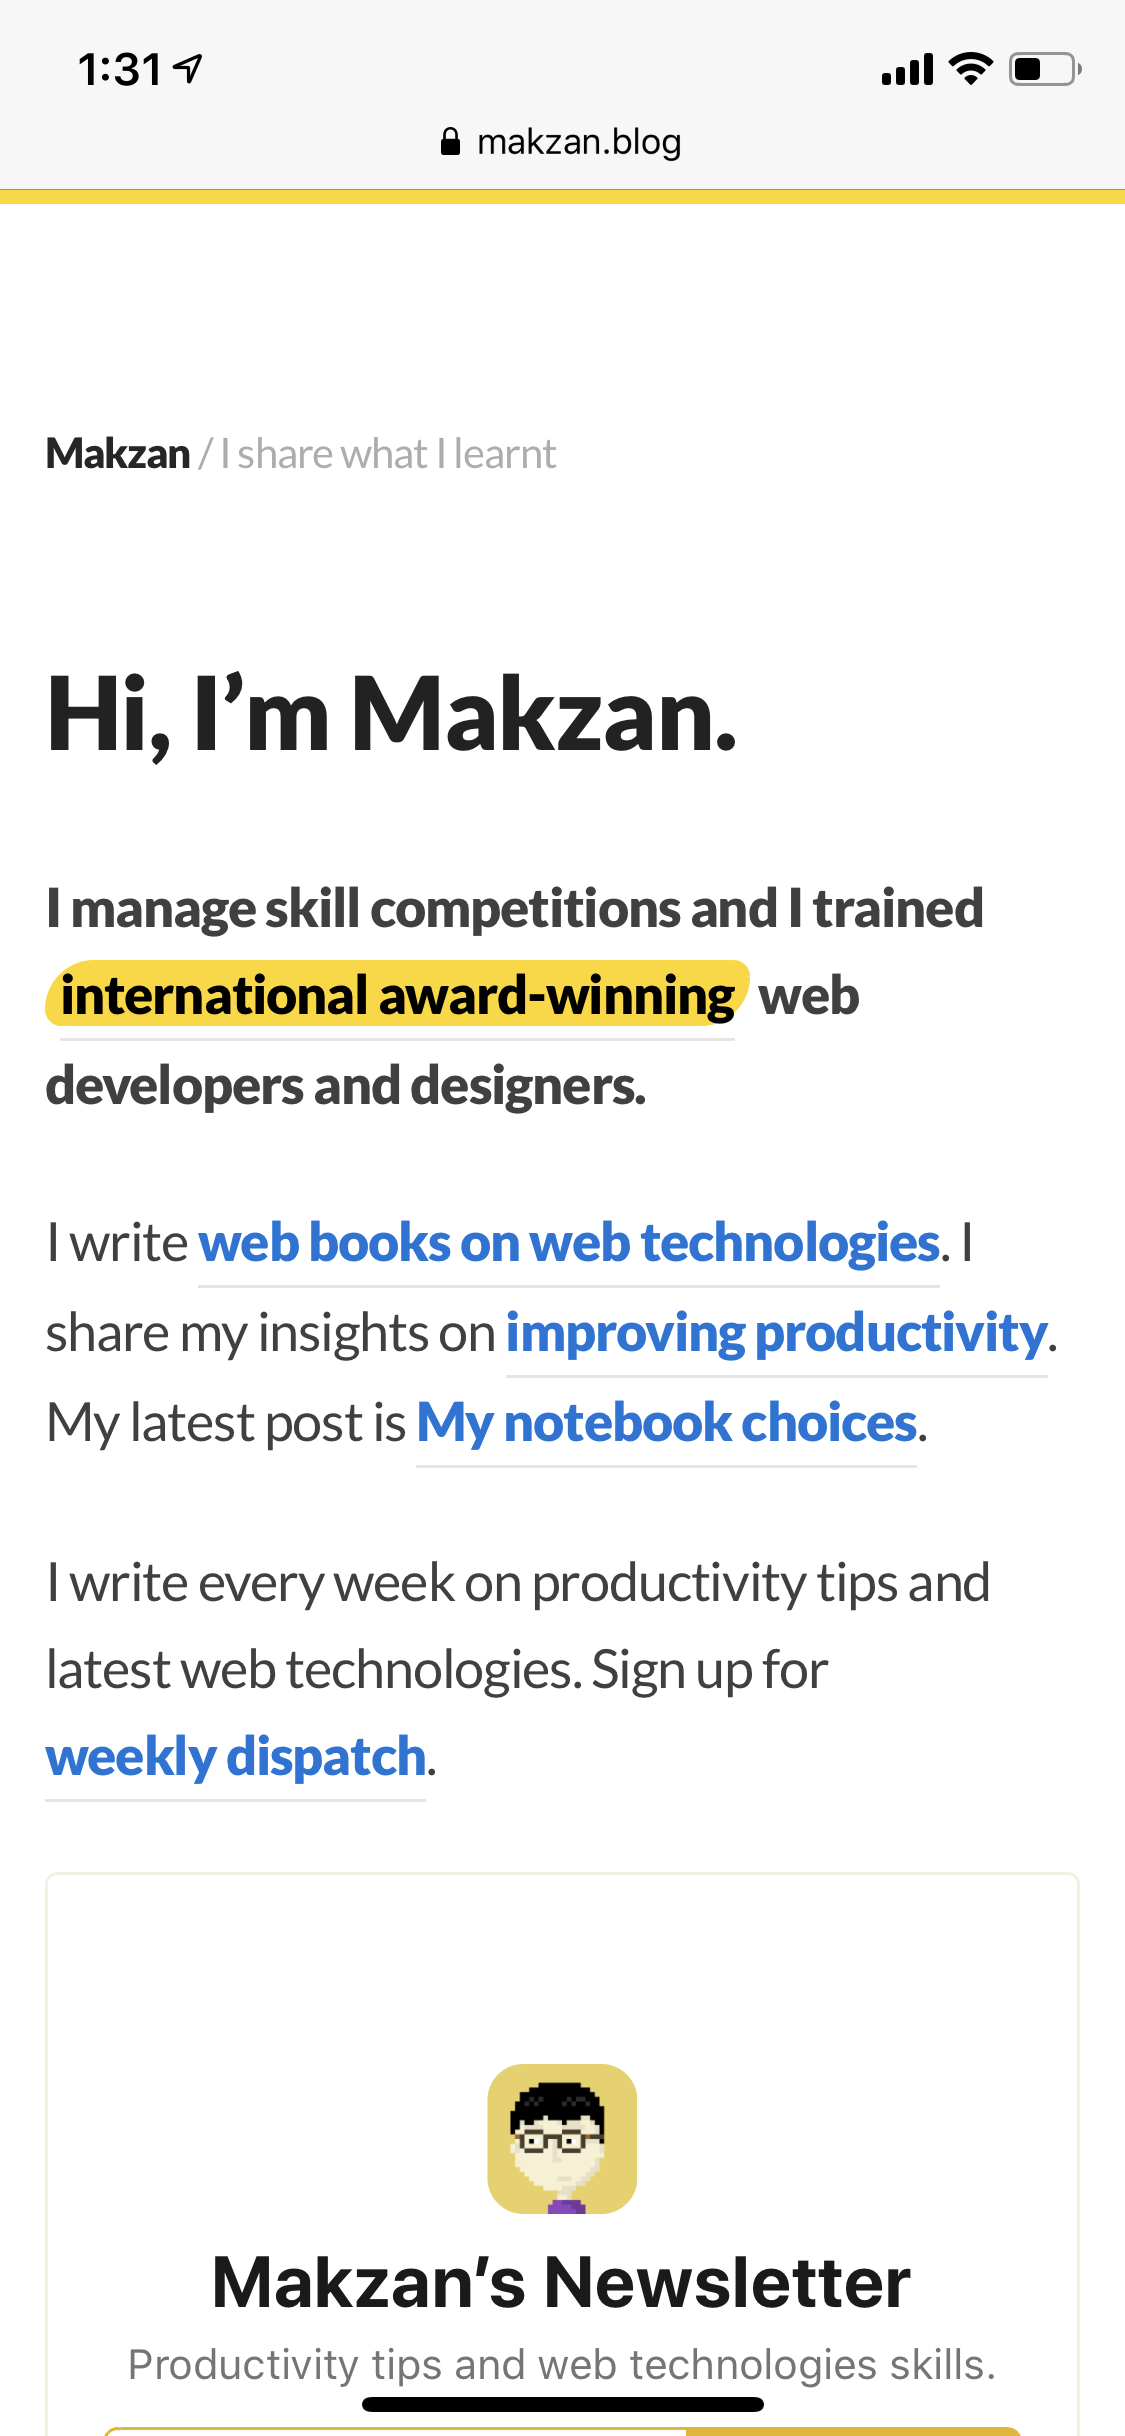 1:31
makzan.blog
Makzan / I share what I learnt
Hi, I’m Makzan.
I manage skill competitions and I trained
international award-winning web
developers and designers.
I write web books on web technologies. I
share my insights on improving productivity.
My latest post is My notebook choices.
I write every week on productivity tips and
latest web technologies. Sign up for
weekly dispatch.
Makzan’s Newsletter
Productivity tips and web technologies skills.